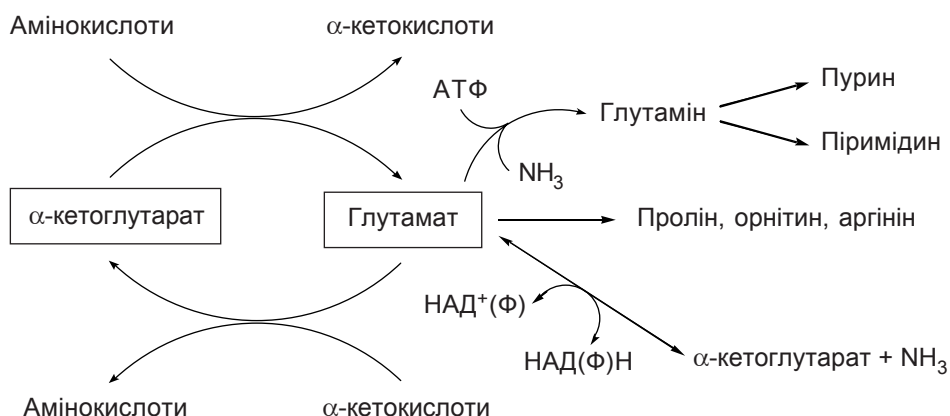 Амінокислоти
α-кетокислоти
АТФ
Глутамін
Пурин
Піримідин
NH₃
α-кетоглутарат
Глутамат
Пролін, орнітин, аргінін
НАД⁺(Ф)
НАД(Ф)Н
α-кетоглутарат + NH₃
Амінокислоти
α-кетокислоти